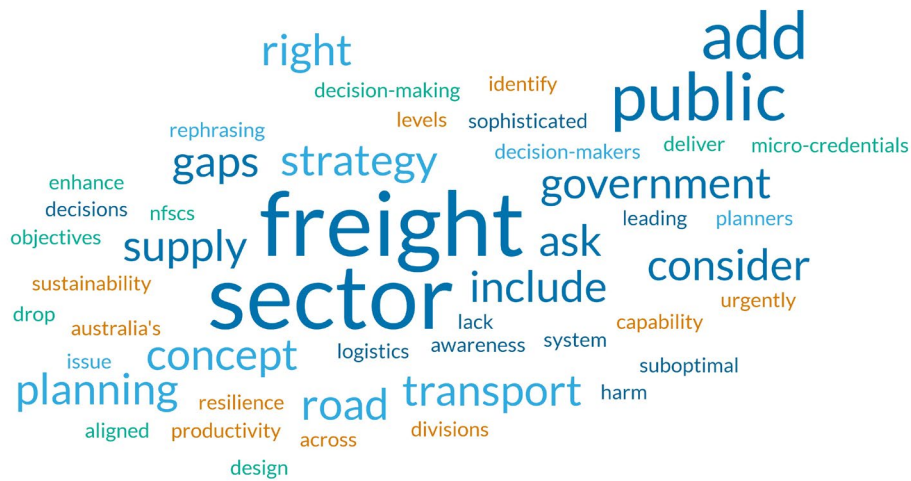 add
right
public
identify
decision-making
levels
sophisticated
rephrasing
deliver
micro-credentials
gaps
strategy
decision-makers
enhance
government
decisions
nfscs
freight
leading
planners
objectives
supply
ask
consider
sustainability
sector
include
urgently
drop
australia's
lack
capability
system
issue
concept
logistics
awareness
suboptimal
planning
resilience
road
transport
harm
aligned
productivity
across
divisions
design